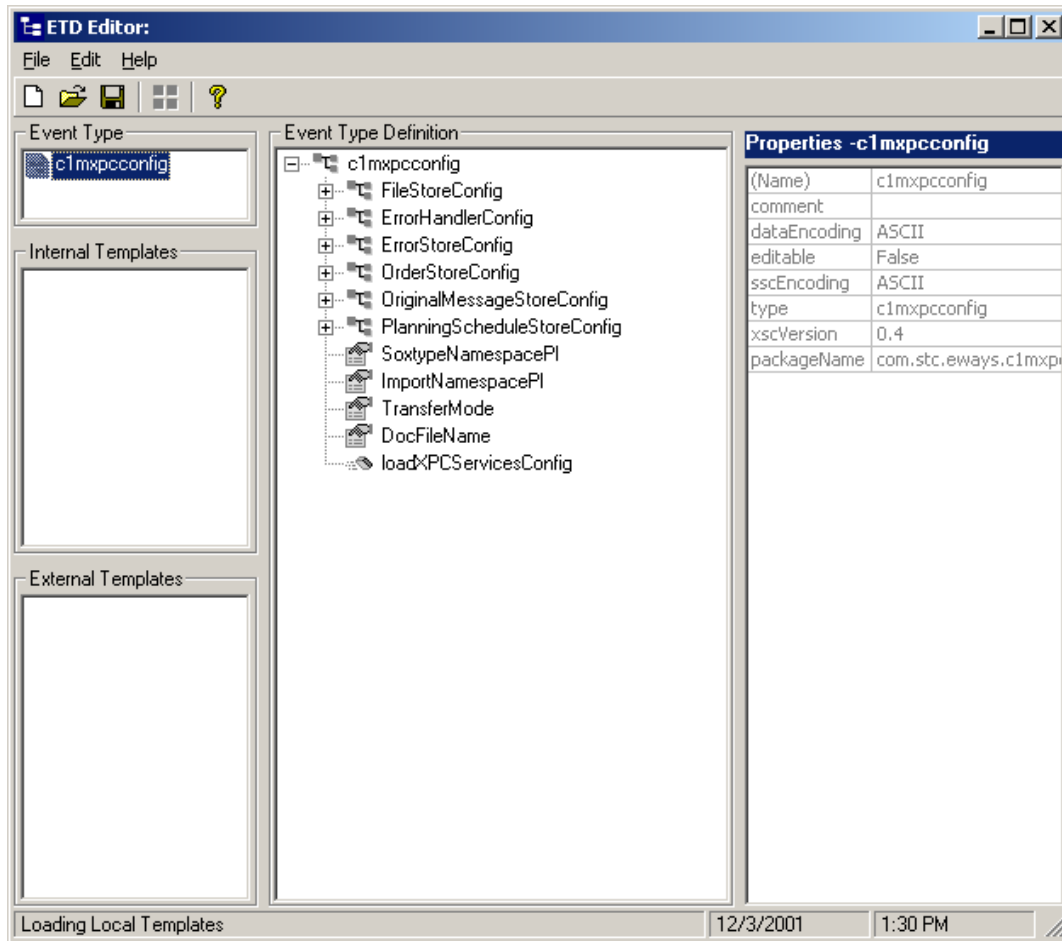 ETD Editor:
File Edit Help
Event Type
c1mxpcconfig
Internal Templates
External Templates
Event Type Definition
c1mxpcconfig
FileStoreConfig
ErrorHandlerConfig
ErrorStoreConfig
OrderStoreConfig
OriginalMessageStoreConfig
PlanningScheduleStoreConfig
SoxtypeNamespacePI
ImportNamespacePI
TransferMode
DocFileName
loadXPCServicesConfig
Properties -c1mxpcconfig
(Name) c1mxpcconfig
comment
dataEncoding ASCII
editable False
sscEncoding ASCII
type c1mxpcconfig
xscVersion 0.4
packageName com.stc.eways.c1mxp
Loading Local Templates 12/3/2001 1:30 PM